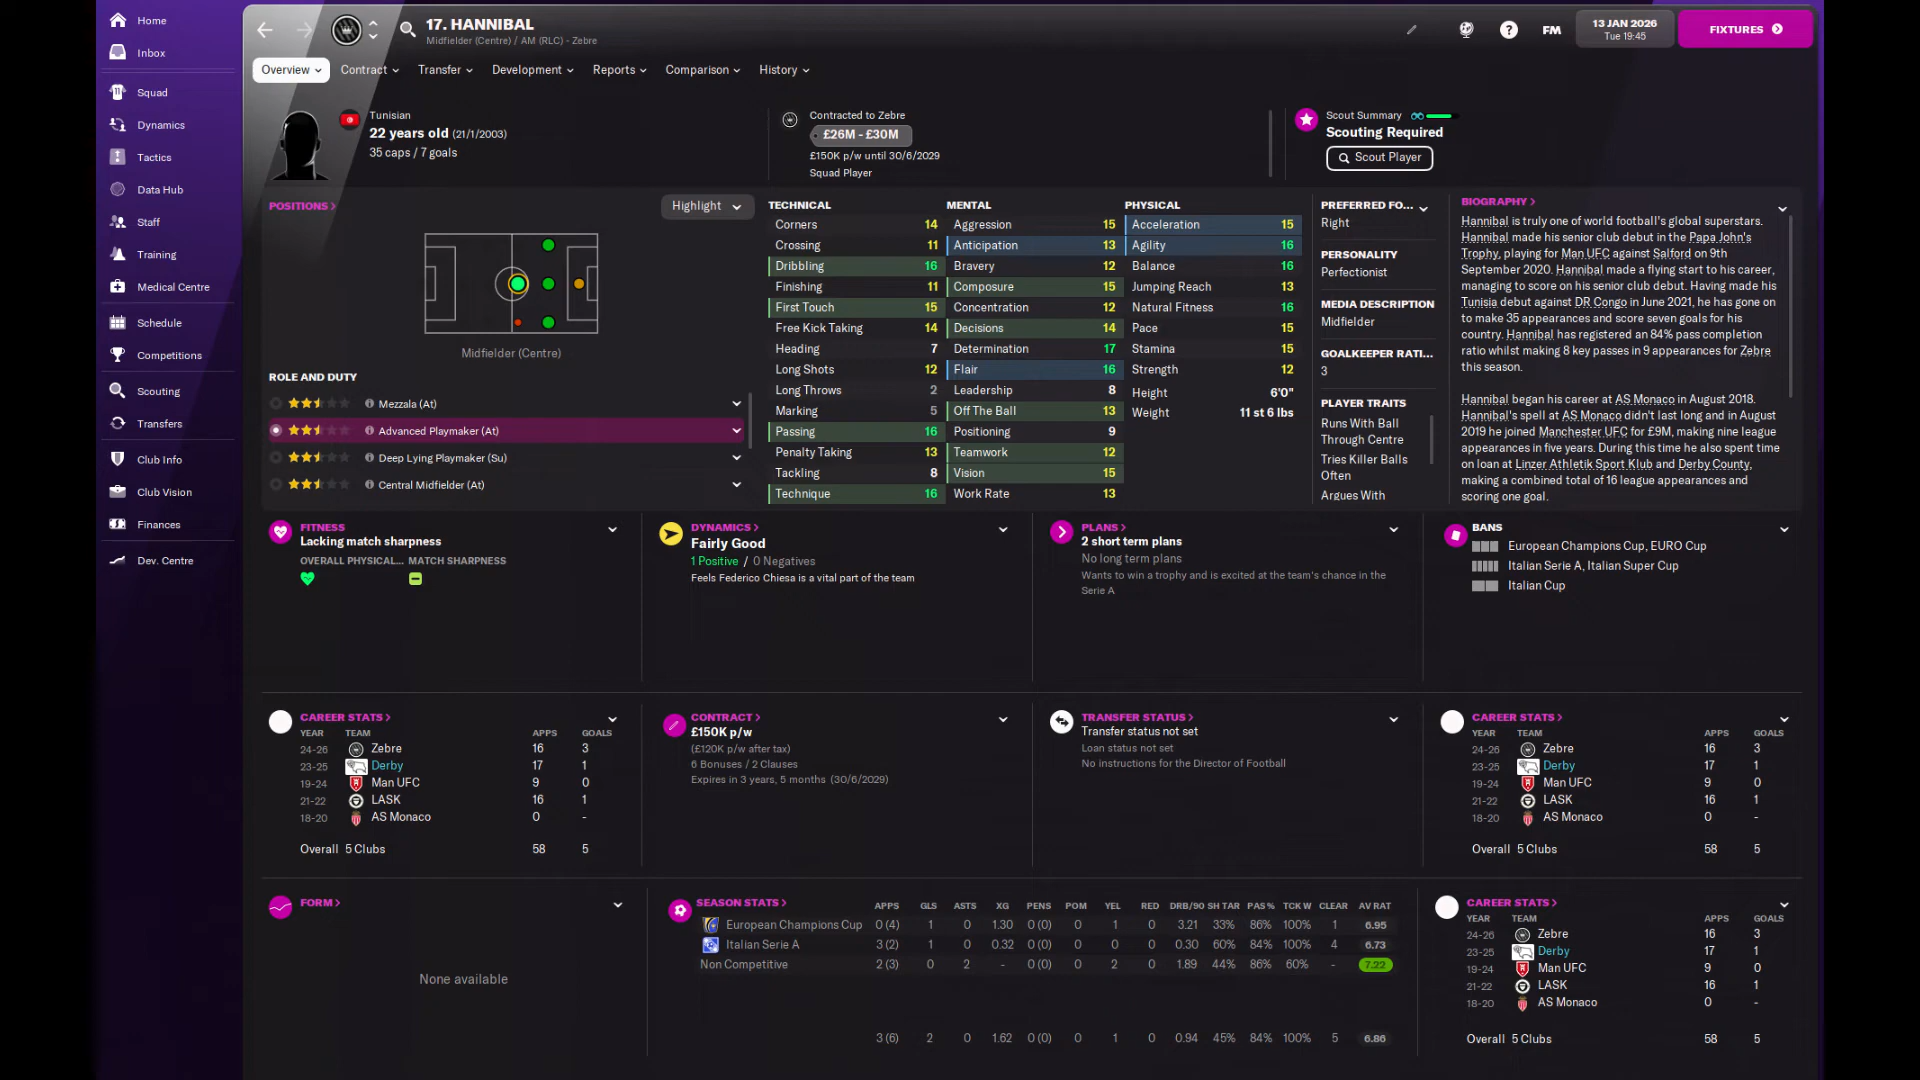 Home
Inbox
Squad
Dynamics
Tactics
Data Hub
Staff
Training
Medical Centre
Schedule
Competitions
Scouting
Transfers
Club Info
Club Vision
Finances
Dev. Centre
17. HANNIBAL
Midfielder (Centre) / AM (RLC) - Zebre
FM
13 JAN 2026
Tue 19:45
FIXTURES
Overview
Contract
Transfer
Development
Reports
Comparison
History
Tunisian
22 years old (21/1/2003)
35 caps / 7 goals
Contracted to Zebre
£26M - £30M
£150K p/w until 30/6/2029
Squad Player
Scout Summary
Scouting Required
Scout Player
POSITIONS >
Highlight
Midfielder (Centre)
ROLE AND DUTY
Mezzala (At)
Advanced Playmaker (At)
Deep Lying Playmaker (Su)
Central Midfielder (At)
TECHNICAL
Corners 14
Crossing 11
Dribbling 16
Finishing 11
First Touch 15
Free Kick Taking 14
Heading 7
Long Shots 12
Long Throws 2
Marking 5
Passing 16
Penalty Taking 13
Tackling 8
Technique 16
MENTAL
Aggression 15
Anticipation 13
Bravery 12
Composure 15
Concentration 12
Decisions 14
Determination 17
Flair 16
Leadership 8
Off The Ball 13
Positioning 9
Teamwork 12
Vision 15
Work Rate 13
PHYSICAL
Acceleration 15
Agility 16
Balance 16
Jumping Reach 13
Natural Fitness 16
Pace 15
Stamina 15
Strength 12
Height 6'0"
Weight 11 st 6 lbs
PREFERRED FO...
Right
PERSONALITY
Perfectionist
MEDIA DESCRIPTION
Midfielder
GOALKEEPER RATI...
3
PLAYER TRAITS
Runs With Ball
Through Centre
Tries Killer Balls
Often
Argues With
BIOGRAPHY >
Hannibal is truly one of world football's global superstars.
Hannibal made his senior club debut in the Papa John's
Trophy, playing for Man UFC against Salford on 9th
September 2020. Hannibal made a flying start to his career,
managing to score on his senior club debut. Having made his
Tunisia debut against DR Congo in June 2021, he has gone on
to make 35 appearances and score seven goals for his
country. Hannibal has registered an 84% pass completion
ratio whilst making 8 key passes in 9 appearances for Zebre
this season.
Hannibal began his career at AS Monaco in August 2018.
Hannibal's spell at AS Monaco didn't last long and in August
2019 he joined Manchester UFC for £9M, making nine league
appearances in five years. During this time he also spent time
on loan at Linzer Athletik Sport Klub and Derby County,
making a combined total of 16 league appearances and
scoring one goal.
FITNESS
Lacking match sharpness
OVERALL PHYSICAL... MATCH SHARPNESS
DYNAMICS >
Fairly Good
1 Positive / 0 Negatives
Feels Federico Chiesa is a vital part of the team
PLANS >
2 short term plans
No long term plans
Wants to win a trophy and is excited at the team's chance in the
Serie A
BANS
European Champions Cup, EURO Cup
Italian Serie A, Italian Super Cup
Italian Cup
CAREER STATS >
YEAR TEAM APPS GOALS
24-26 Zebre 16 3
23-25 Derby 17 1
19-24 Man UFC 9 0
21-22 LASK 16 1
18-20 AS Monaco 0 -
Overall 5 Clubs 58 5
CONTRACT >
£150K p/w
(£120K p/w after tax)
6 Bonuses / 2 Clauses
Expires in 3 years, 5 months (30/6/2029)
TRANSFER STATUS >
Transfer status not set
Loan status not set
No instructions for the Director of Football
CAREER STATS >
YEAR TEAM APPS GOALS
24-26 Zebre 16 3
23-25 Derby 17 1
19-24 Man UFC 9 0
21-22 LASK 16 1
18-20 AS Monaco 0 -
Overall 5 Clubs 58 5
FORM >
None available
SEASON STATS >
APPS GLS ASTS XG PENS POM YEL RED DRB/90 SH TAR PAS % TCK W CLEAR AV RAT
European Champions Cup 0 (4) 1 0 1.30 0 (0) 0 1 0 3.21 33% 86% 100% 1 6.95
Italian Serie A 3 (2) 1 0 0.32 0 (0) 0 0 0 0.30 60% 84% 100% 4 6.73
Non Competitive 2 (3) 0 2 - 0 (0) 0 2 0 1.89 44% 86% 60% - 7.22
3 (6) 2 0 1.62 0 (0) 0 1 0 0.94 45% 84% 100% 5 6.86
CAREER STATS >
YEAR TEAM APPS GOALS
24-26 Zebre 16 3
23-25 Derby 17 1
19-24 Man UFC 9 0
21-22 LASK 16 1
18-20 AS Monaco 0 -
Overall 5 Clubs 58 5